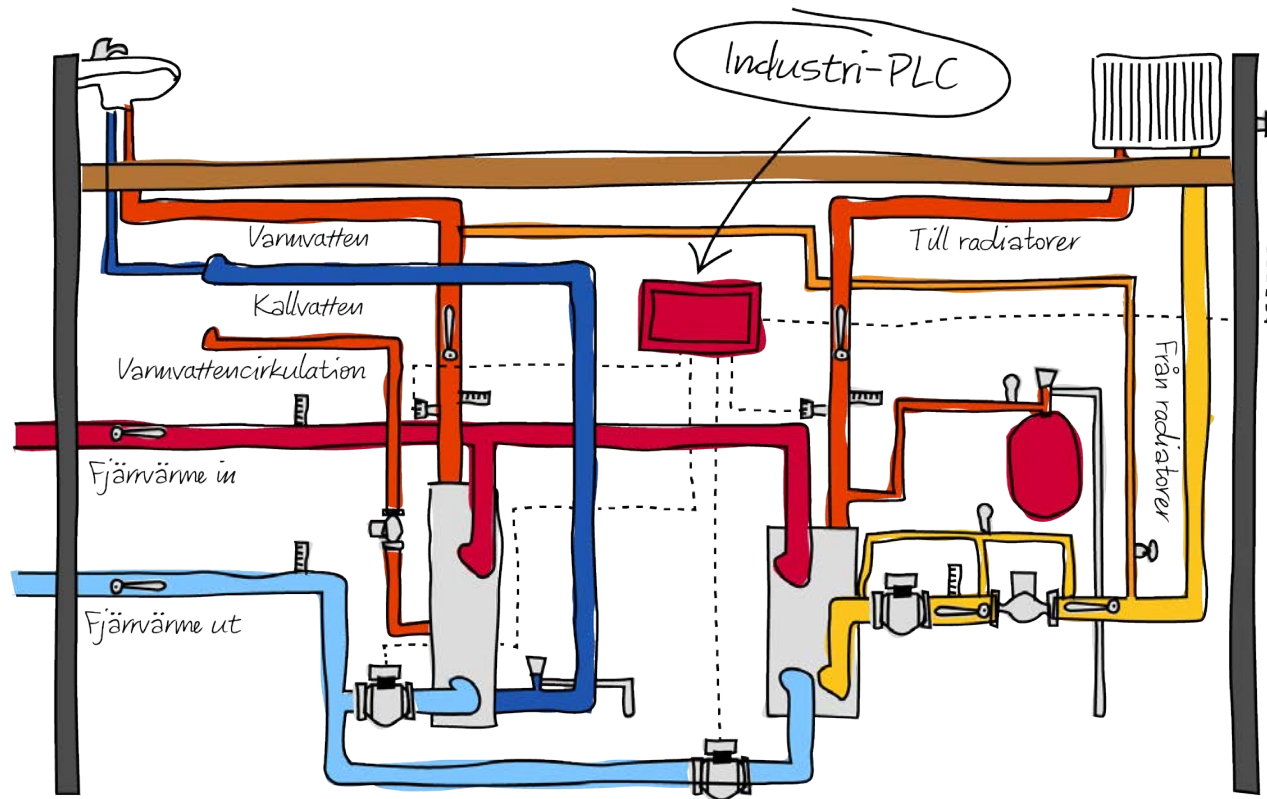 Industri-PLC
Varmvatten
Till radiatorer
Kallvatten
Varmvattencirkulation
Från radiatorer
Fjärrvärme in
Fjärrvärme ut